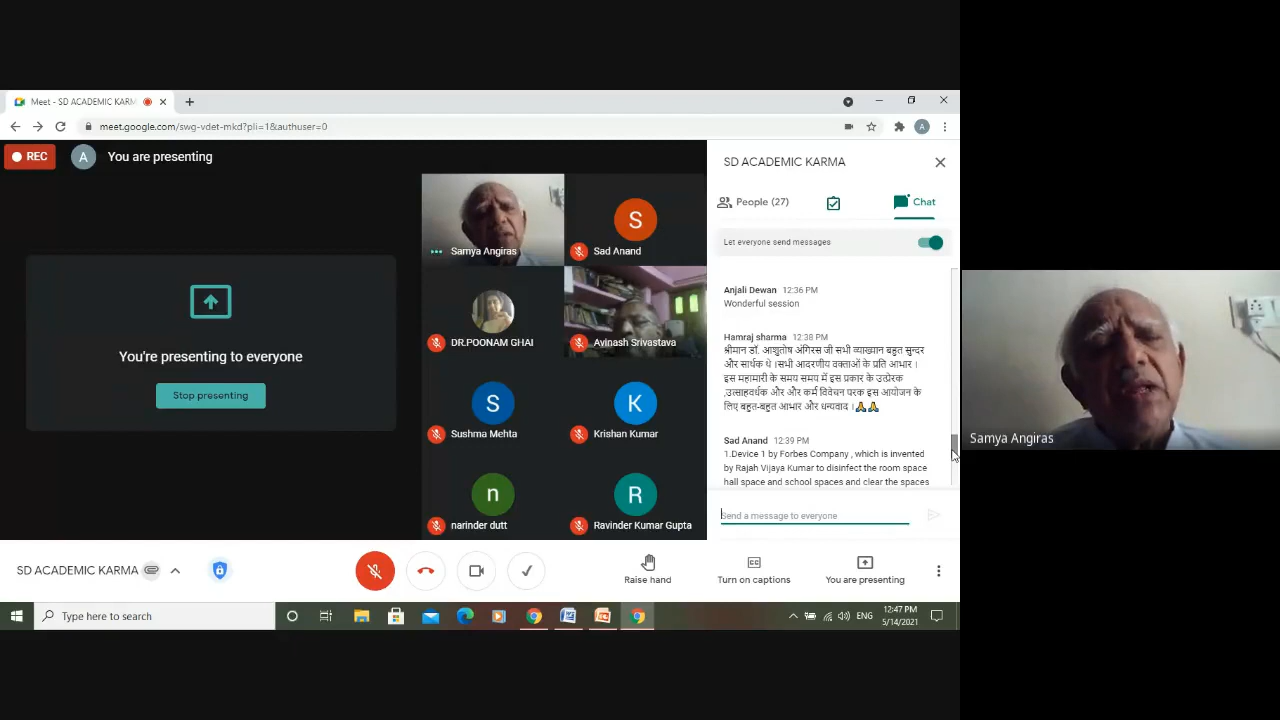 Meet - SD ACADEMIC KARM
meet.google.com/swg-vdet-mkd?pli=1&authuser=0
REC
A
You are presenting
SD ACADEMIC KARMA
People (27)
Chat
Let everyone send messages
You're presenting to everyone
Stop presenting
Samya Angiras
S
Sad Anand
DR.POONAM GHAI
Avinash Srivastava
S
Sushma Mehta
K
Krishan Kumar
n
narinder dutt
R
Ravinder Kumar Gupta
Anjali Dewan 12:36 PM
Wonderful session
Hamraj sharma 12:38 PM
श्रीमान डॉ. आशुतोष अंगिरस जी सभी व्याख्यान बहुत सुन्दर
और सार्थक थे ।सभी आदरणीय वक्ताओं के प्रति आभार ।
इस महामारी के समय समय में इस प्रकार के उत्प्रेरक
,उत्साहवर्धक और और कर्म विवेचन परक इस आयोजन के
लिए बहुत-बहुत आभार और धन्यवाद ।🙏🙏
Sad Anand 12:39 PM
1.Device 1 by Forbes Company , which is invented
by Rajah Vijaya Kumar to disinfect the room space
hall space and school spaces and clear the spaces
Send a message to everyone
Samya Angiras
SD ACADEMIC KARMA
Raise hand
Turn on captions
You are presenting
Type here to search
ENG
12:47 PM
5/14/2021